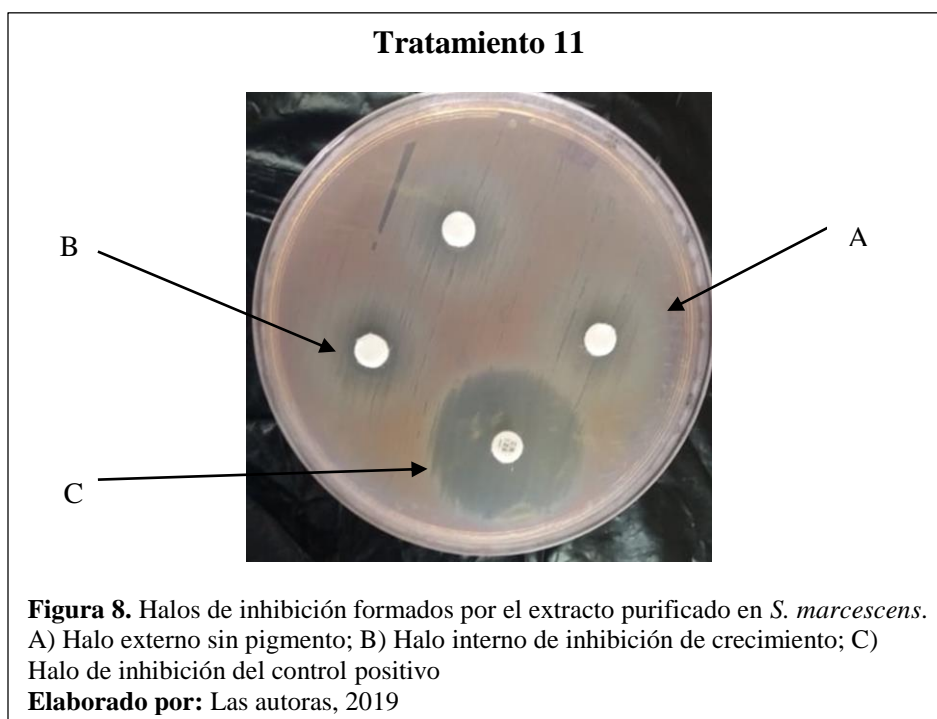 Tratamiento 11
B
A
C
Figura 8. Halos de inhibición formados por el extracto purificado en S. marcescens.
A) Halo externo sin pigmento; B) Halo interno de inhibición de crecimiento; C)
Halo de inhibición del control positivo
Elaborado por: Las autoras, 2019